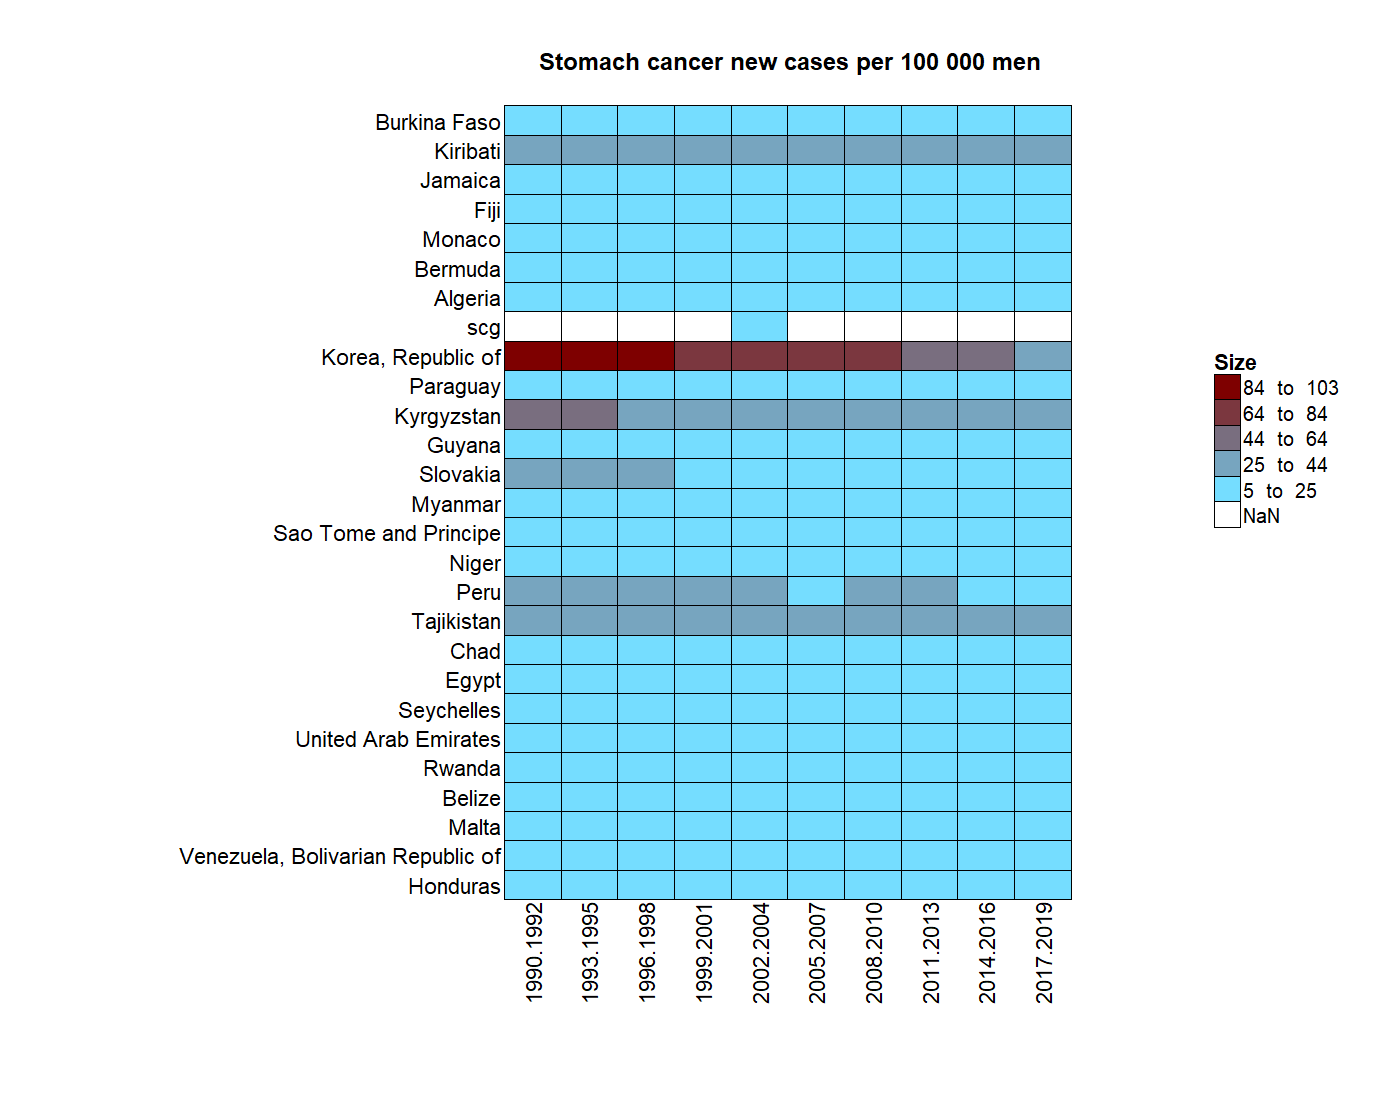 Stomach cancer new cases per 100 000 men
Burkina Faso
Kiribati
Jamaica
Fiji
Monaco
Bermuda
Algeria
scg
Korea, Republic of
Paraguay
Kyrgyzstan
Guyana
Slovakia
Myanmar
Sao Tome and Principe
Niger
Peru
Tajikistan
Chad
Egypt
Seychelles
United Arab Emirates
Rwanda
Belize
Malta
Venezuela, Bolivarian Republic of
Honduras
1990.1992
1993.1995
1996.1998
1999.2001
2002.2004
2005.2007
2008.2010
2011.2013
2014.2016
2017.2019
Size
84 to 103
64 to 84
44 to 64
25 to 44
5 to 25
NaN